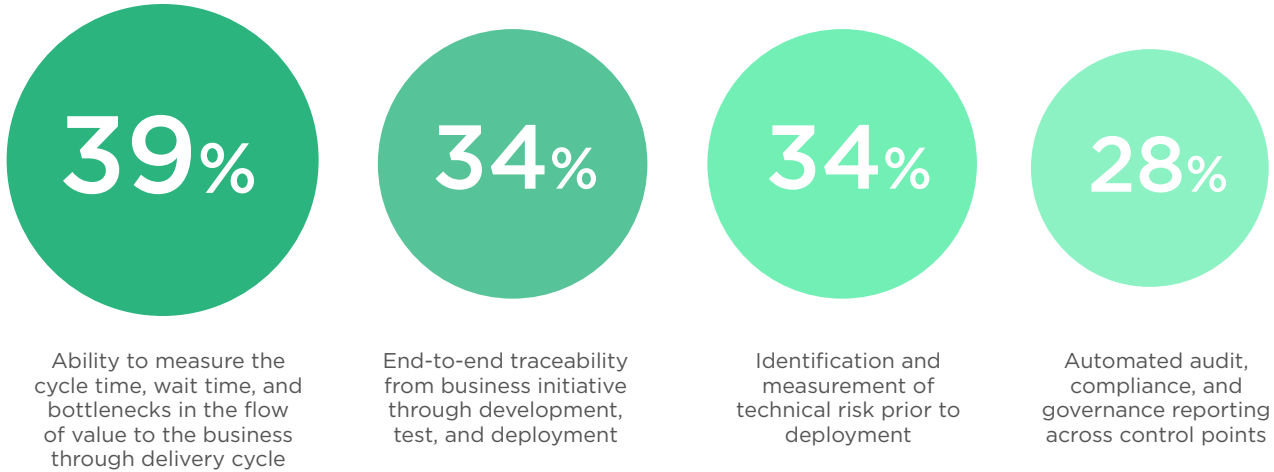 39%
34%
34%
28%
Ability to measure the
cycle time, wait time, and
bottlenecks in the flow
of value to the business
through delivery cycle
End-to-end traceability
from business initiative
through development,
test, and deployment
Identification and
measurement of
technical risk prior to
deployment
Automated audit,
compliance, and
governance reporting
across control points